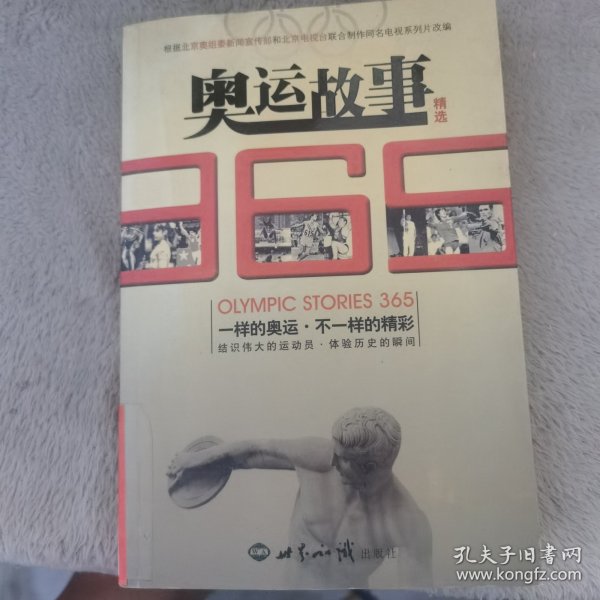 根据北京奥组委新闻宣传部和北京电视台联合制作同名电视系列片改编
奥运故事
精选
365
OLYMPIC STORIES 365
一样的奥运·不一样的精彩
结识伟大的运动员·体验历史的瞬间
世界知识出版社
孔夫子旧书网
www.kongfz.com